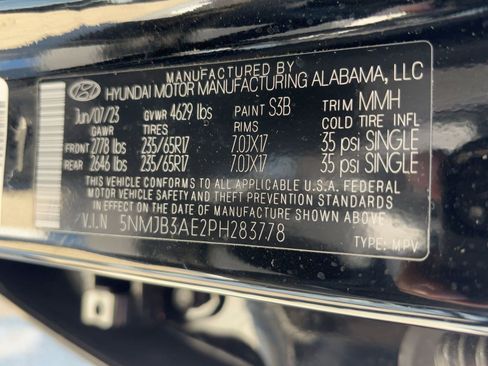 MANUFACTURED BY
HYUNDAI MOTOR MANUFACTURING ALABAMA, LLC
Jun/07/23 GVWR 4629 lbs PAINT S3B TRIM MMH
GAWR TIRES RIMS COLD TIRE INFL
FRONT 2778 lbs 235/65R17 7.0JX17 35 psi SINGLE
REAR 2646 lbs 235/65R17 7.0JX17 35 psi SINGLE
THIS VEHICLE CONFORMS TO ALL APPLICABLE U.S.A. FEDERAL
MOTOR VEHICLE SAFETY AND THEFT PREVENTION STANDARDS
IN EFFECT ON THE DATE OF MANUFACTURE SHOWN ABOVE.
V.I.N 5NMJB3AE2PH283778
TYPE: MPV